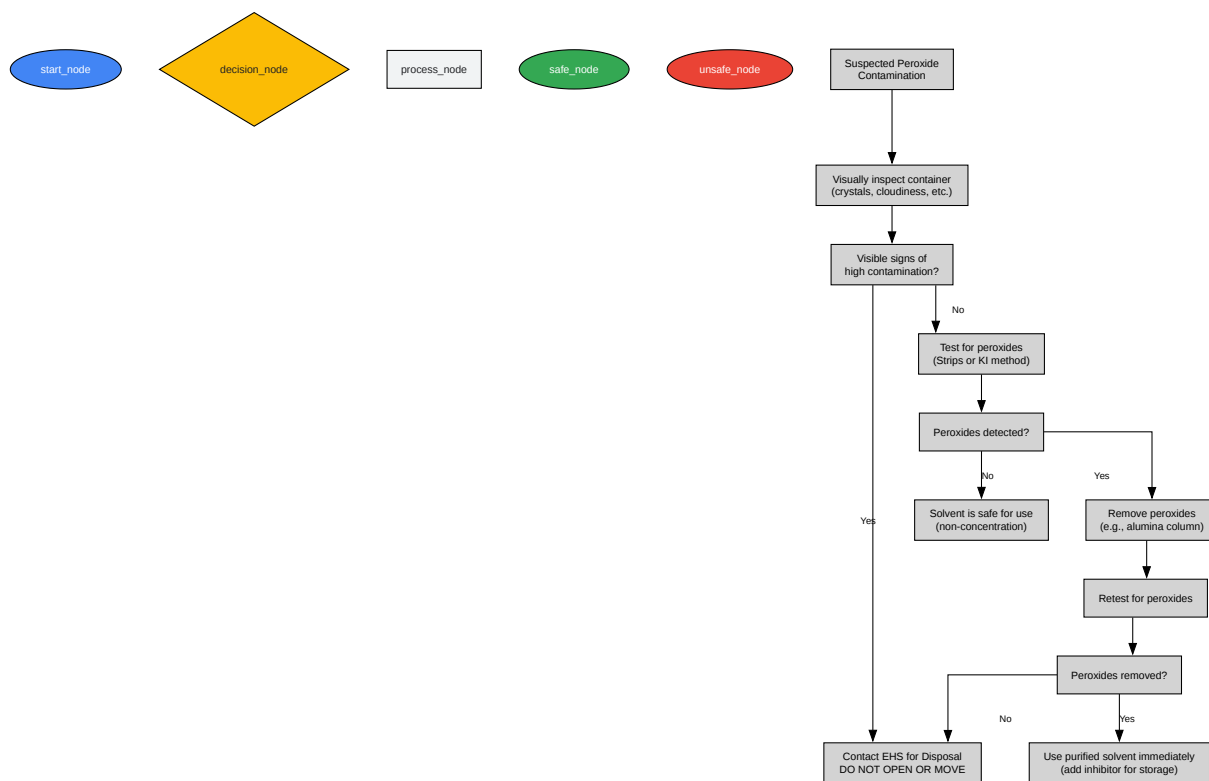 start_node
decision_node
process_node
safe_node
unsafe_node
Suspected Peroxide
Contamination
Visually inspect container
(crystals, cloudiness, etc.)
Visible signs of
high contamination?
No
Test for peroxides
(Strips or KI method)
Peroxides detected?
No
Yes
Solvent is safe for use
(non-concentration)
Remove peroxides
(e.g., alumina column)
Yes
Retest for peroxides
Peroxides removed?
No
Yes
Contact EHS for Disposal
DO NOT OPEN OR MOVE
Use purified solvent immediately
(add inhibitor for storage)